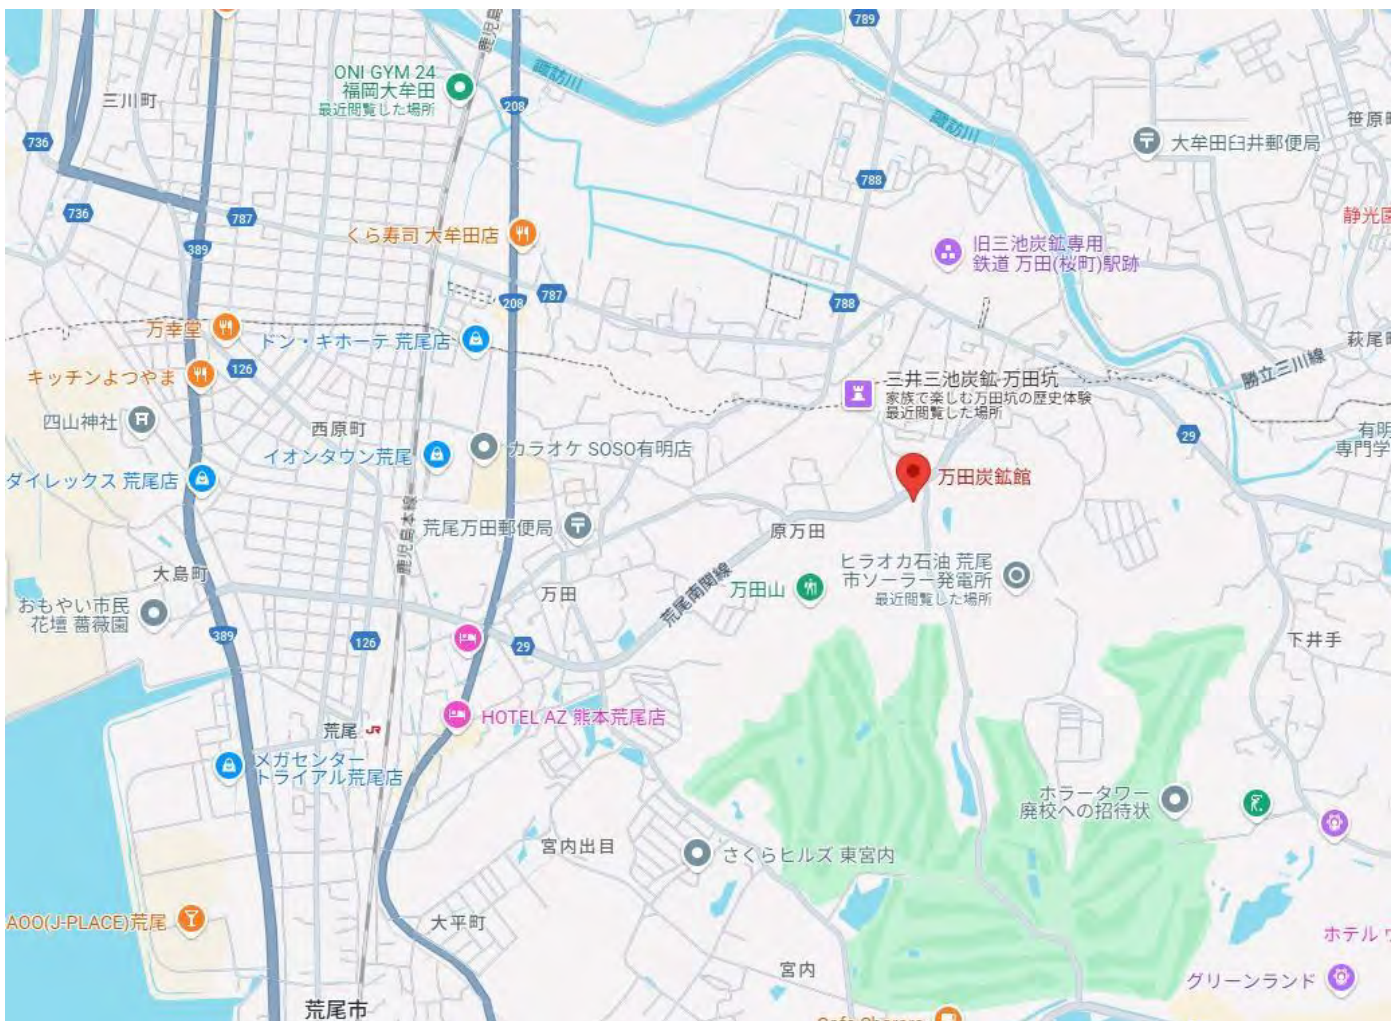 789
鹿児島
ONI GYM 24
福岡大牟田
最近閲覧した場所
諏訪川
三川町
208
諏訪川
笹原町
736
大牟田臼井郵便局
788
736
787
静光園
くら寿司 大牟田店
389
旧三池炭鉱専用
鉄道 万田(桜町)駅跡
787
208
788
万幸堂
ドン・キホーテ 荒尾店
萩尾町
勝立三川線
キッチンよつやま
126
三井三池炭鉱 万田坑
家族で楽しむ万田坑の歴史体験
最近閲覧した場所
四山神社
西原町
29
有明
専門学
イオンタウン荒尾
カラオケ SOSO有明店
ダイレックス 荒尾店
万田炭鉱館
鹿児島本線
荒尾万田郵便局
原万田
大島町
ヒラオカ石油 荒尾
市ソーラー発電所
最近閲覧した場所
万田
万田山
荒尾南関線
おもやい市民
花壇 薔薇園
389
126
29
下井手
HOTEL AZ 熊本荒尾店
荒尾 JR
メガセンター
トライアル荒尾店
ホラータワー
廃校への招待状
宮内出目
さくらヒルズ 東宮内
AOO(J-PLACE)荒尾
大平町
ホテル
宮内
グリーンランド
荒尾市